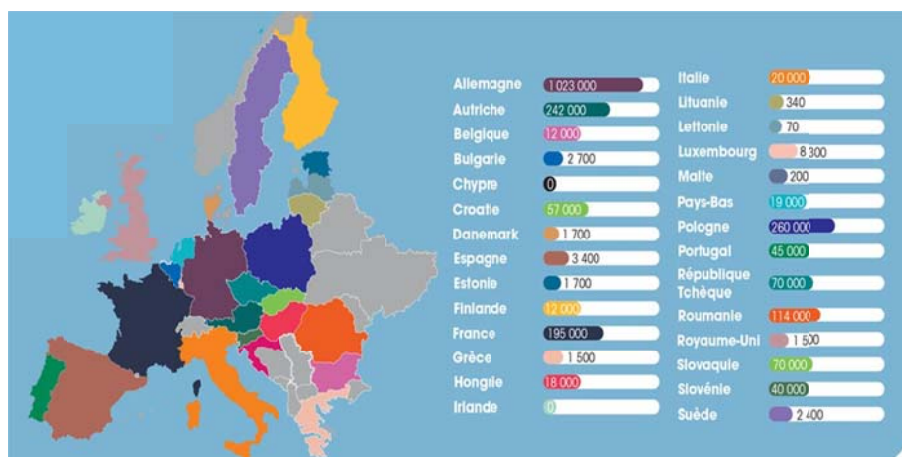 Allemagne 1 023 000
Autriche 242 000
Belgique 12 000
Bulgarie 2 700
Chypre 0
Croatie 57 000
Danemark 1 700
Espagne 3 400
Estonie 1 700
Finlande 12 000
France 195 000
Grèce 1 500
Hongrie 18 000
Irlande 0
Italie 20 000
Lituanie 340
Lettonie 70
Luxembourg 8 300
Malte 200
Pays-Bas 19 000
Pologne 260 000
Portugal 45 000
République
Tchèque 70 000
Roumanie 114 000
Royaume-Uni 1 500
Slovaquie 70 000
Slovénie 40 000
Suède 2 400